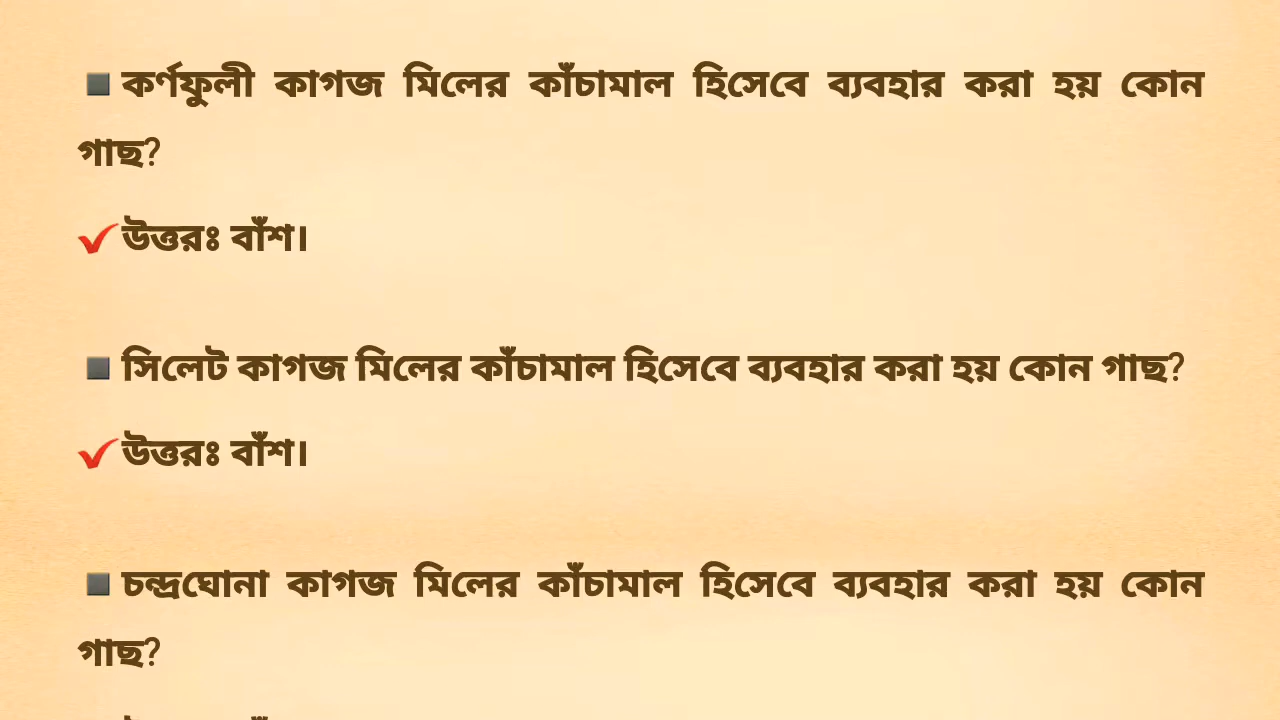 ▪️কর্ণফুলী কাগজ মিলের কাঁচামাল হিসেবে ব্যবহার করা হয় কোন
গাছ?
✔️উত্তরঃ বাঁশ।
▪️সিলেট কাগজ মিলের কাঁচামাল হিসেবে ব্যবহার করা হয় কোন গাছ?
✔️উত্তরঃ বাঁশ।
▪️চন্দ্রঘোনা কাগজ মিলের কাঁচামাল হিসেবে ব্যবহার করা হয় কোন
গাছ?